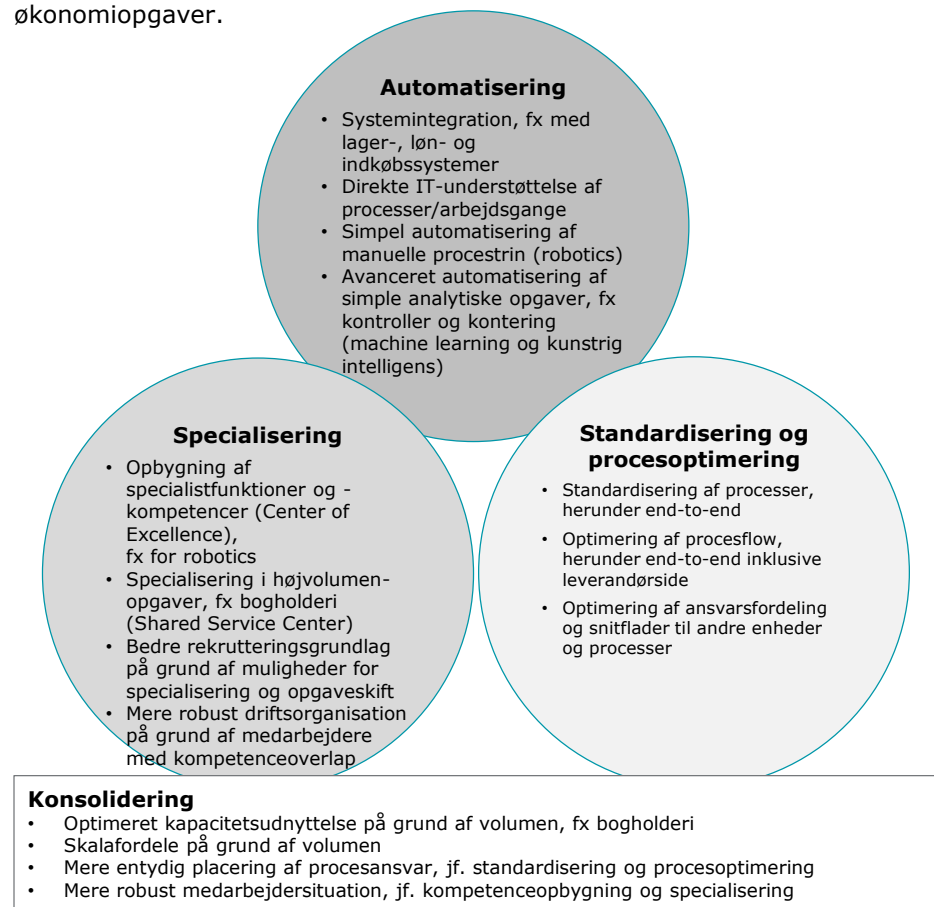 økonomiopgaver.
Automatisering
• Systemintegration, fx med
lager-, løn- og
indkøbssystemer
• Direkte IT-understøttelse af
processer/arbejdsgange
• Simpel automatisering af
manuelle procestrin (robotics)
• Avanceret automatisering af
simple analytiske opgaver, fx
kontroller og kontering
(machine learning og kunstrig
intelligens)
Specialisering
• Opbygning af
specialistfunktioner og -
kompetencer (Center of
Excellence),
fx for robotics
• Specialisering i højvolumen-
opgaver, fx bogholderi
(Shared Service Center)
• Bedre rekrutteringsgrundlag
på grund af muligheder for
specialisering og opgaveskift
• Mere robust driftsorganisation
på grund af medarbejdere
med kompetenceoverlap
Standardisering og
procesoptimering
• Standardisering af processer,
herunder end-to-end
• Optimering af procesflow,
herunder end-to-end inklusive
leverandørside
• Optimering af ansvarsfordeling
og snitflader til andre enheder
og processer
Konsolidering
• Optimeret kapacitetsudnyttelse på grund af volumen, fx bogholderi
• Skalafordele på grund af volumen
• Mere entydig placering af procesansvar, jf. standardisering og procesoptimering
• Mere robust medarbejdersituation, jf. kompetenceopbygning og specialisering